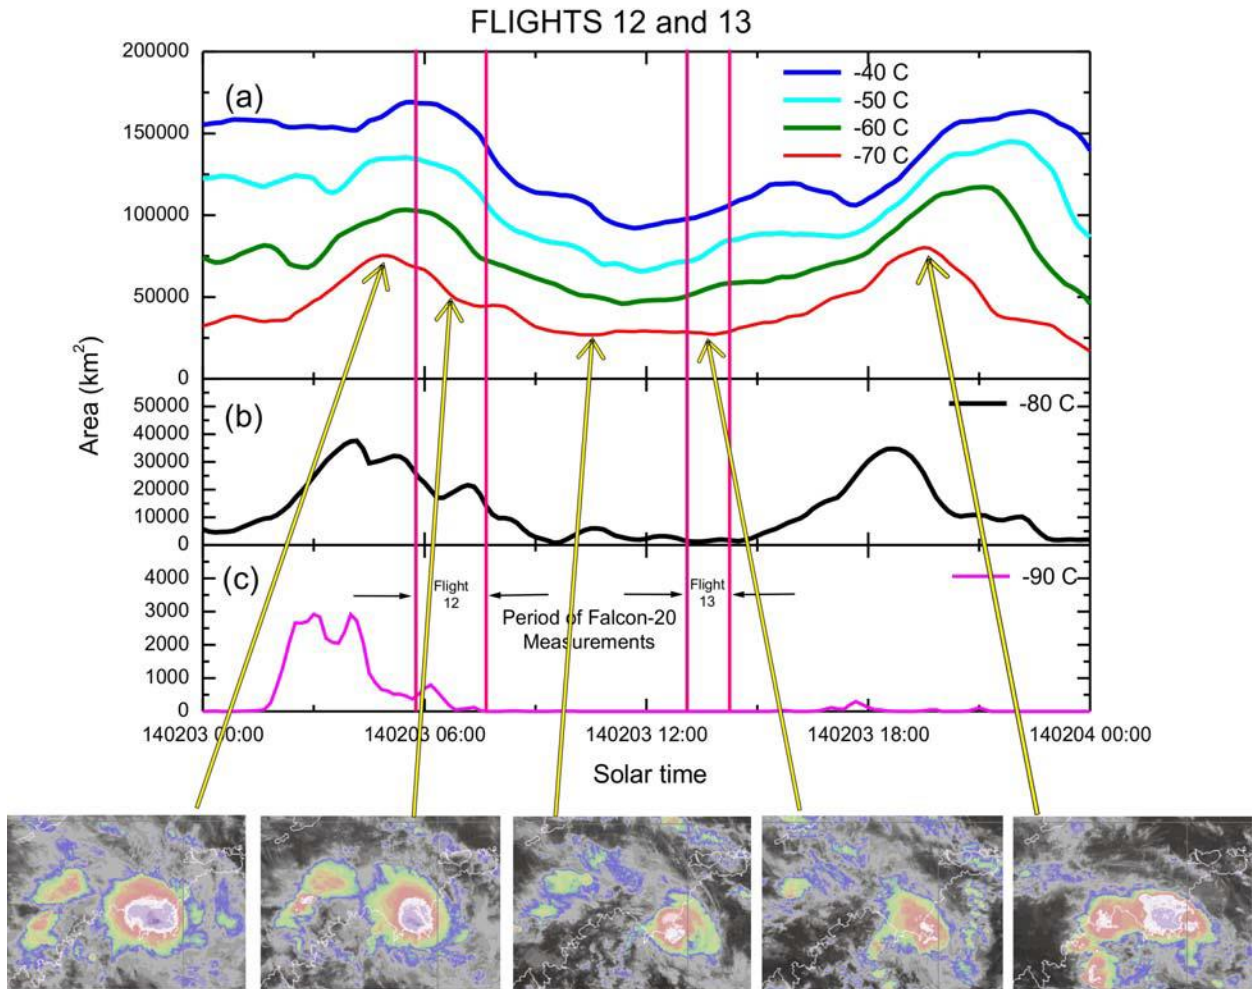 FLIGHTS 12 and 13
200000
150000
100000
50000
0
(a)
-40 C
-50 C
-60 C
-70 C
Area (km²)
50000
40000
30000
20000
10000
0
(b)
-80 C
4000
3000
2000
1000
0
(c)
-90 C
Flight
12
Flight
13
Period of Falcon-20
Measurements
140203 00:00
140203 06:00
140203 12:00
140203 18:00
140204 00:00
Solar time